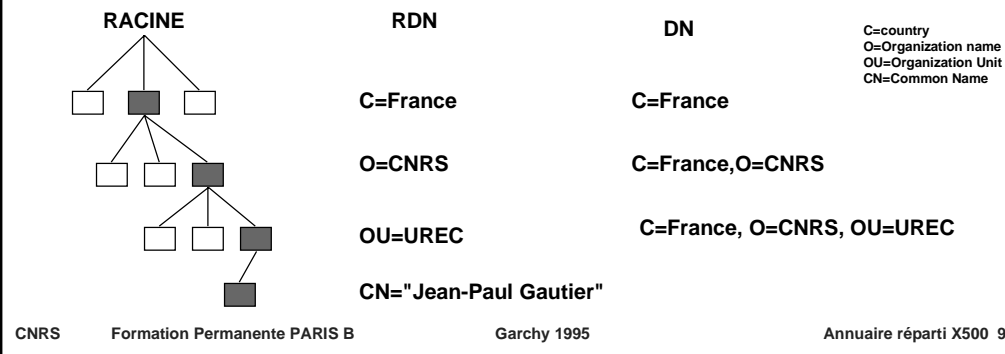 RACINE RDN DN
C=country
O=Organization name
OU=Organization Unit
CN=Common Name
C=France C=France
O=CNRS C=France,O=CNRS
OU=UREC C=France, O=CNRS, OU=UREC
CN="Jean-Paul Gautier"
CNRS Formation Permanente PARIS B Garchy 1995 Annuaire réparti X500 9